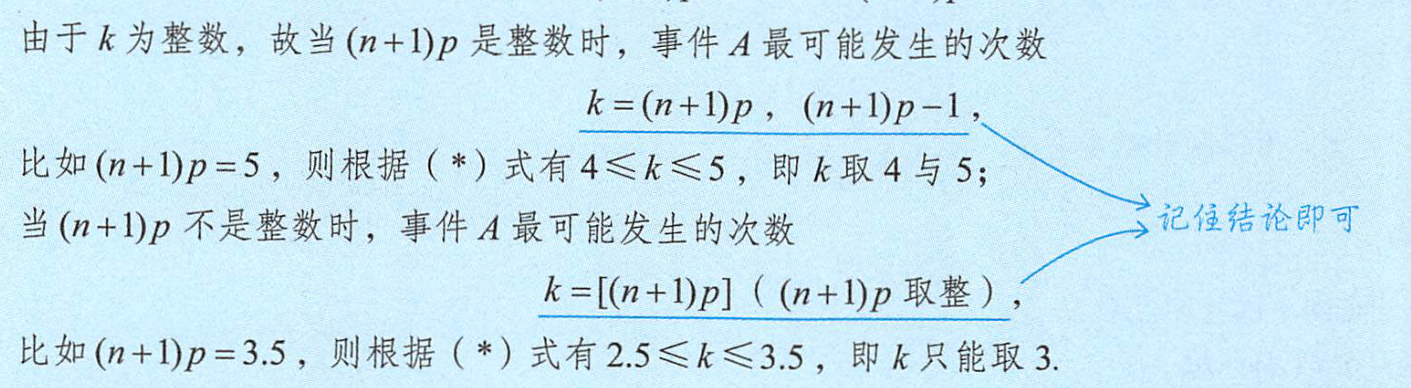 由于 k 为整数，故当 (n+1)p 是整数时，事件 A 最可能发生的次数
k=(n+1)p， (n+1)p−1，
比如 (n+1)p=5，则根据（*）式有 4≤k≤5，即 k 取 4 与 5；
当 (n+1)p 不是整数时，事件 A 最可能发生的次数
记住结论即可
k=[(n+1)p]（(n+1)p 取整），
比如 (n+1)p=3.5，则根据（*）式有 2.5≤k≤3.5，即 k 只能取 3.